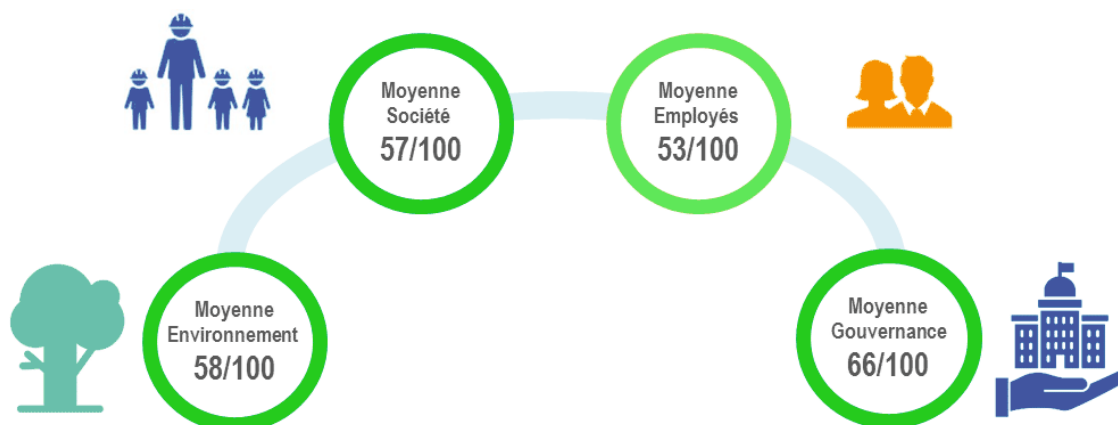 Moyenne
Société
57/100
Moyenne
Employés
53/100
Moyenne
Environnement
58/100
Moyenne
Gouvernance
66/100